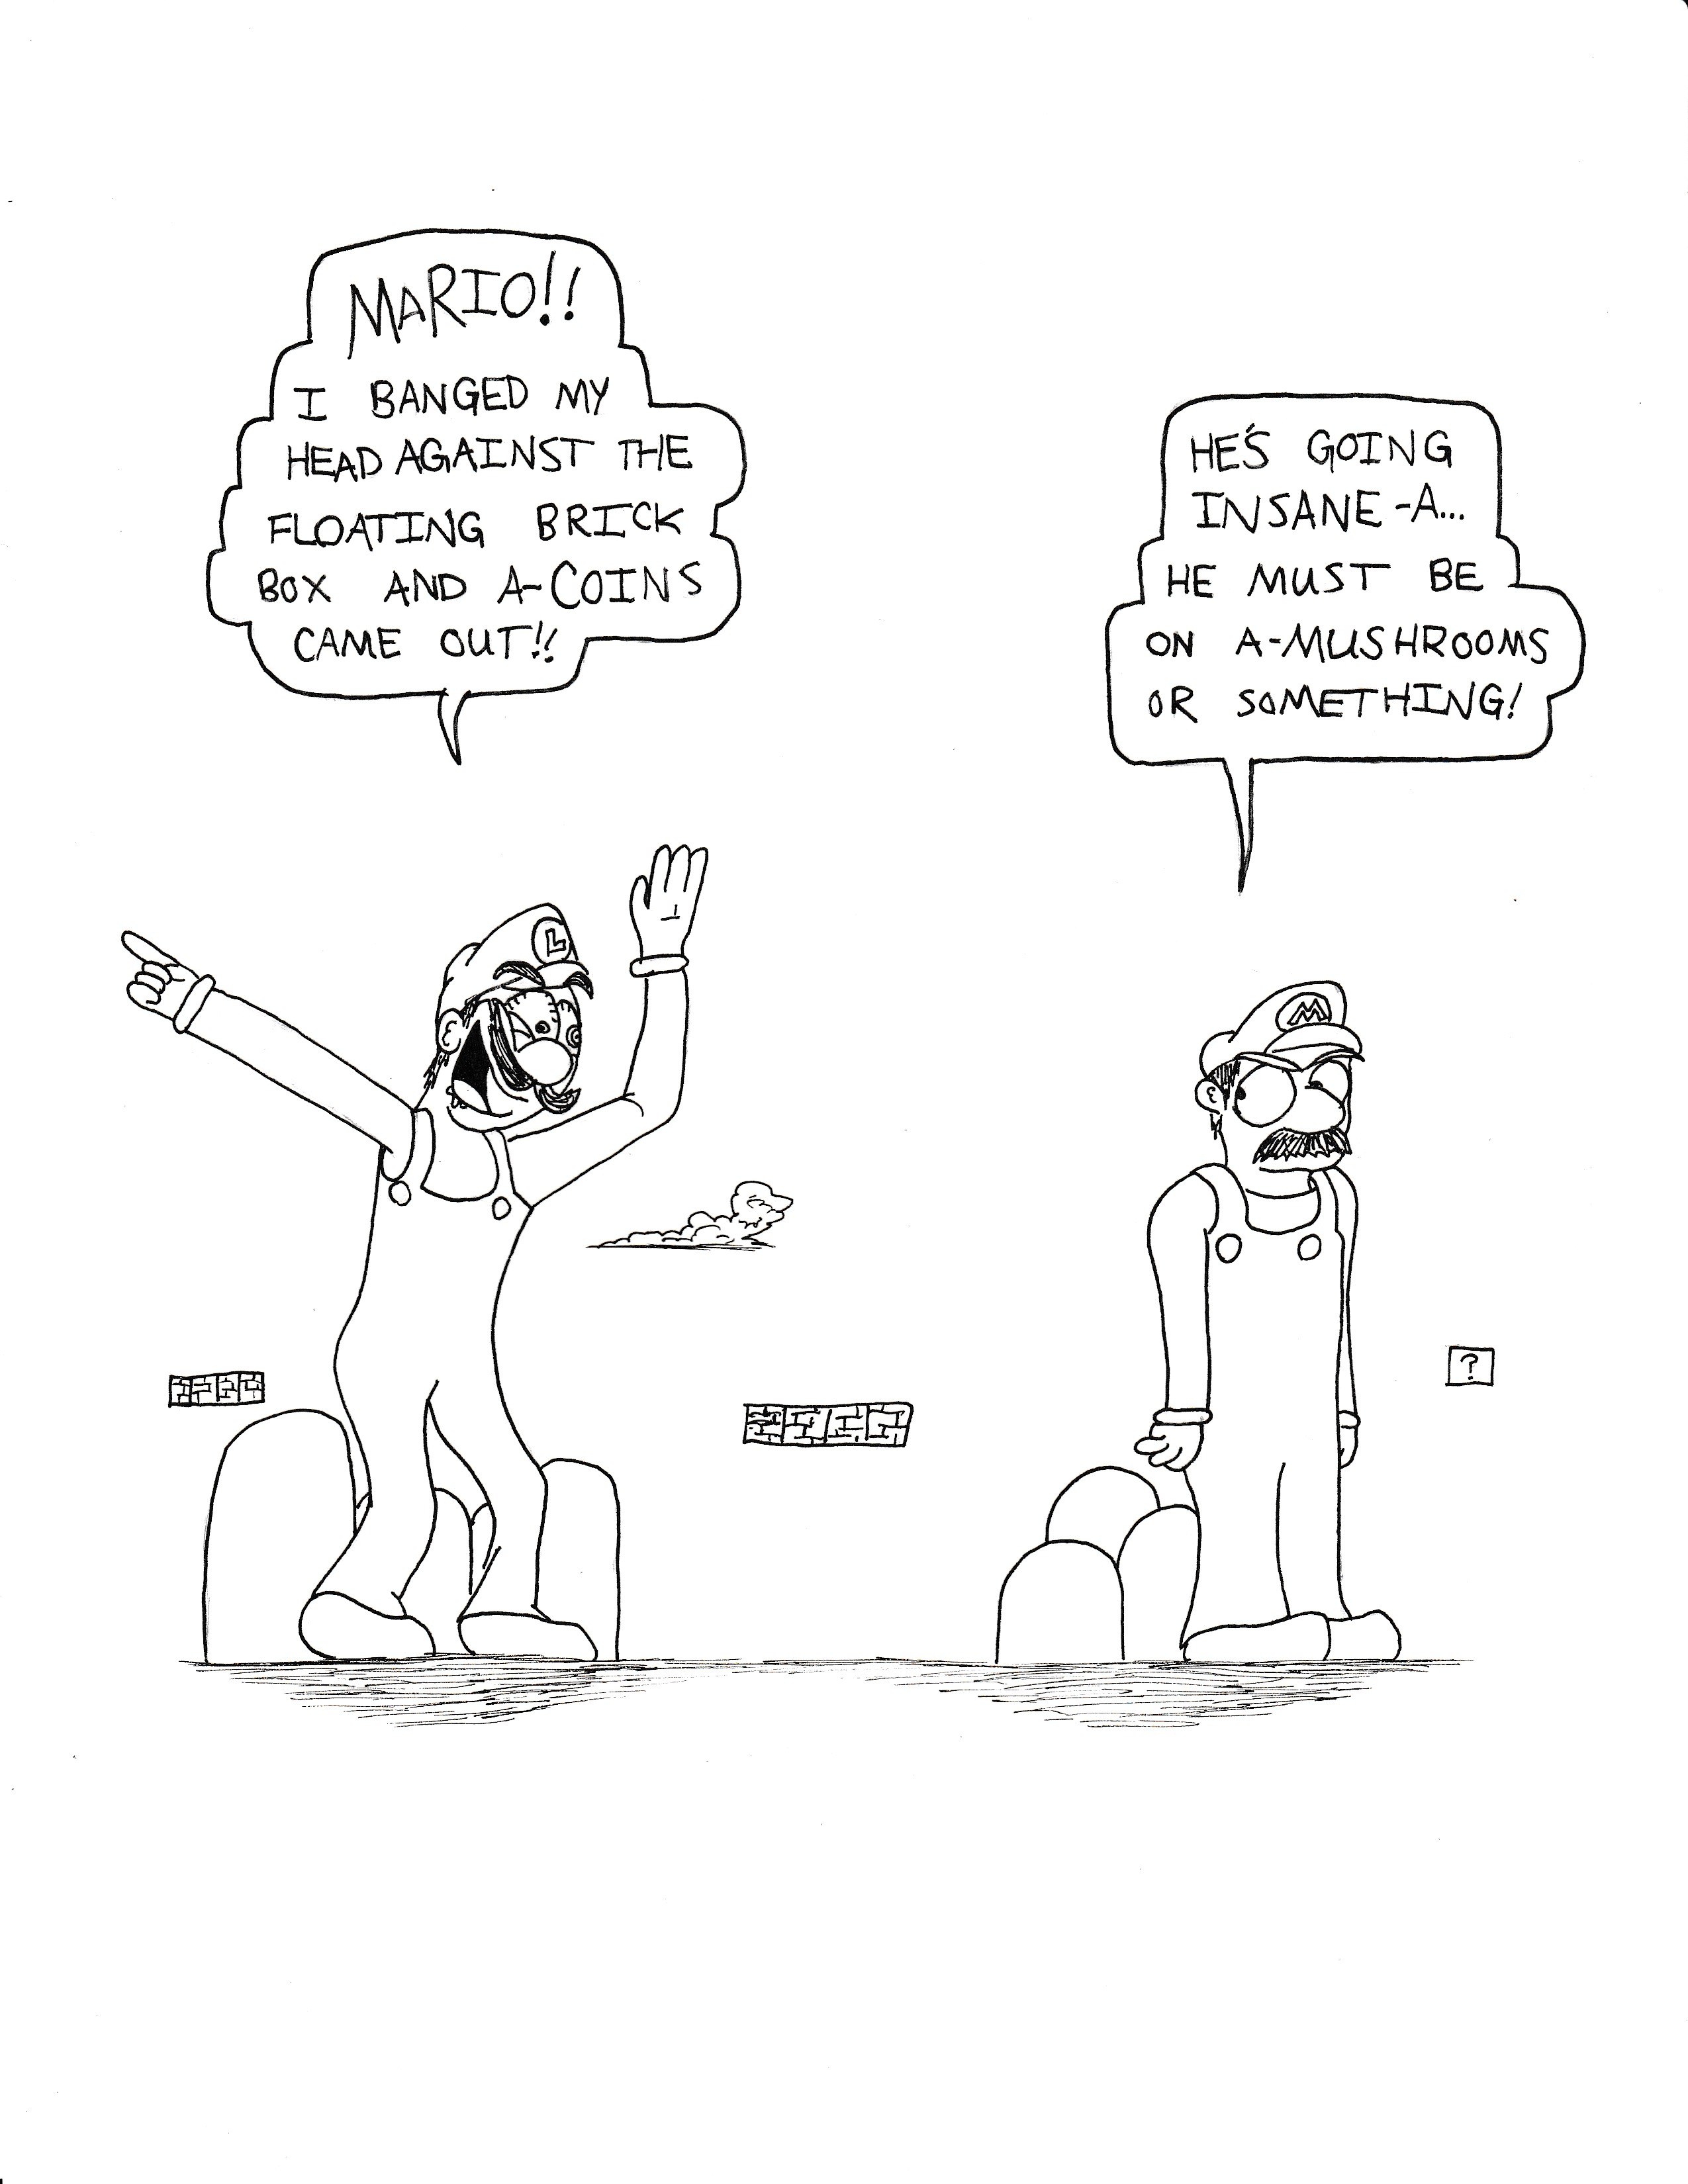 MARIO!!
I BANGED MY
HEAD AGAINST THE
FLOATING BRICK
BOX AND A-COINS
CAME OUT!!
HE'S GOING
INSANE-A...
HE MUST BE
ON A-MUSHROOMS
OR SOMETHING!
L
M
?